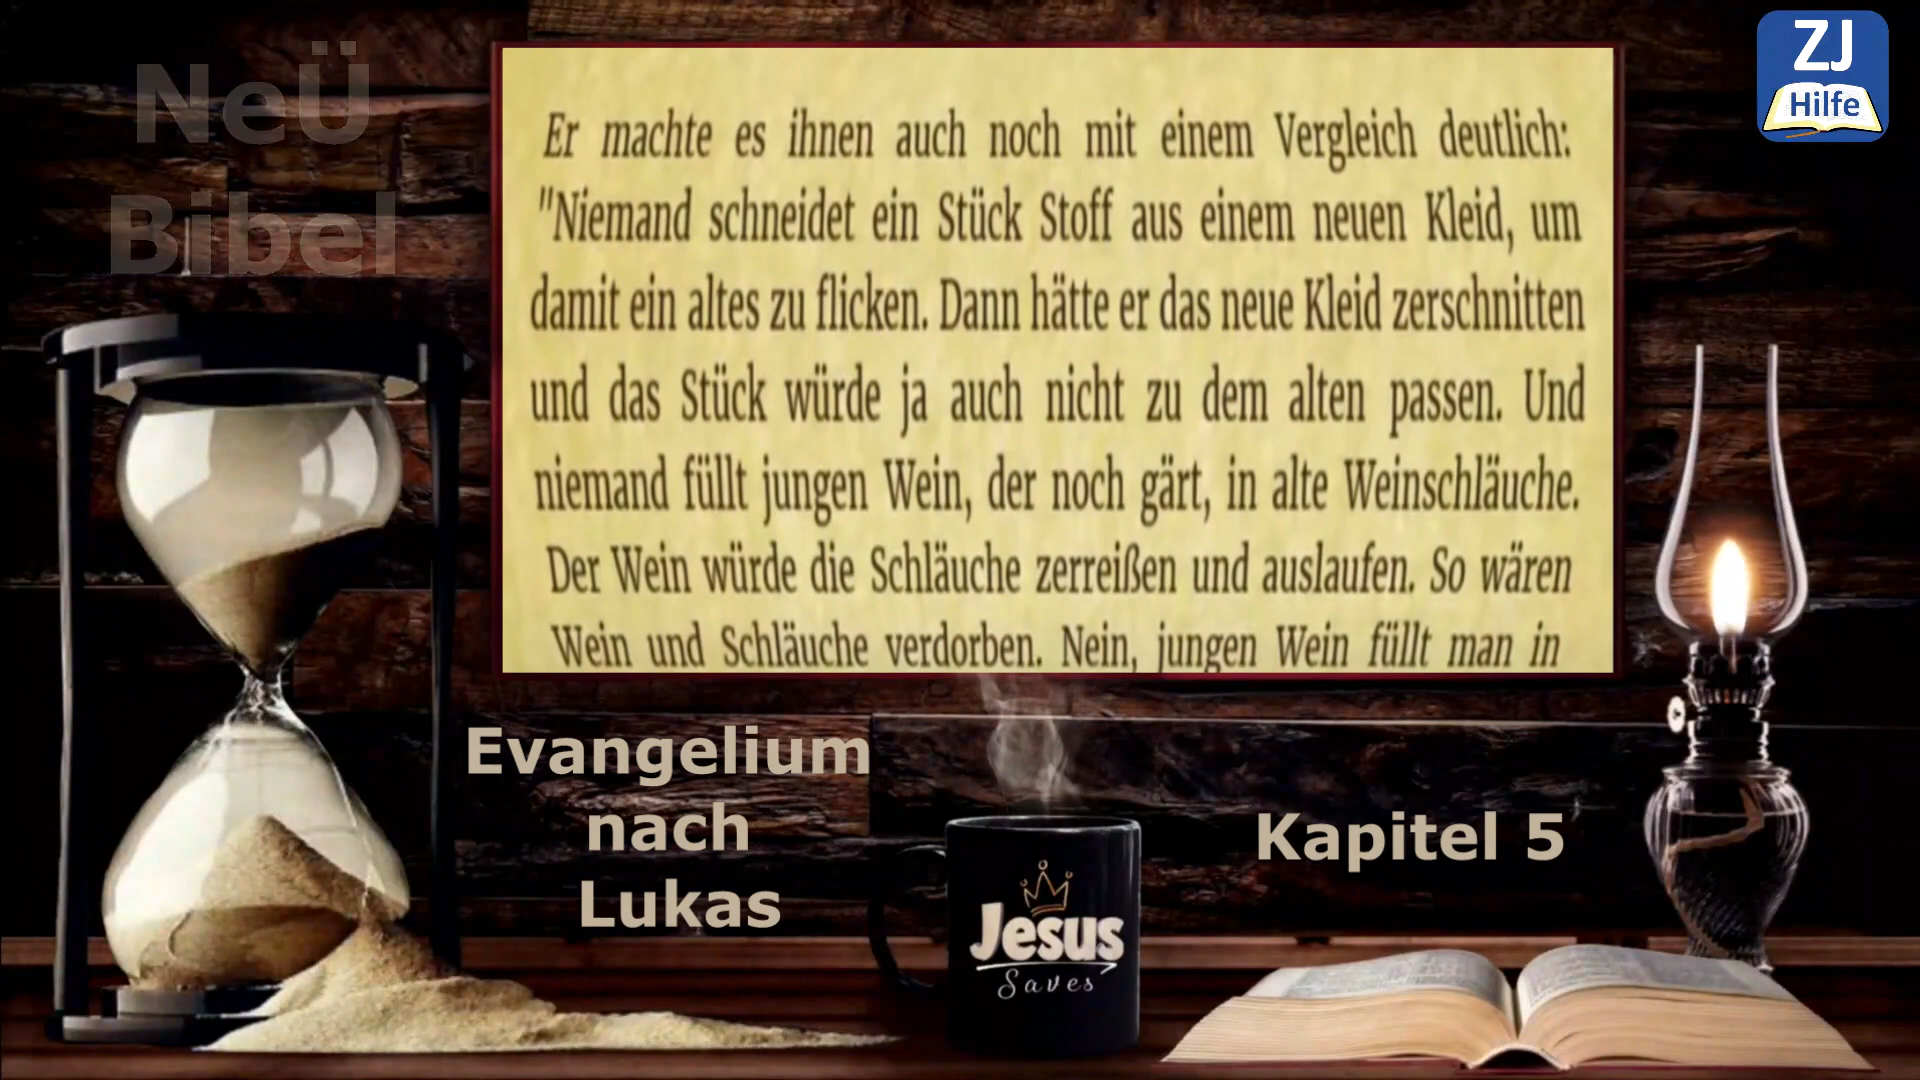 NeÜ
Bibel
Er machte es ihnen auch noch mit einem Vergleich deutlich:
"Niemand schneidet ein Stück Stoff aus einem neuen Kleid, um
damit ein altes zu flicken. Dann hätte er das neue Kleid zerschnitten
und das Stück würde ja auch nicht zu dem alten passen. Und
niemand füllt jungen Wein, der noch gärt, in alte Weinschläuche.
Der Wein würde die Schläuche zerreißen und auslaufen. So wären
Wein und Schläuche verdorben. Nein, jungen Wein füllt man in
ZJ
Hilfe
Evangelium
nach
Lukas
Kapitel 5
Jesus
Saves